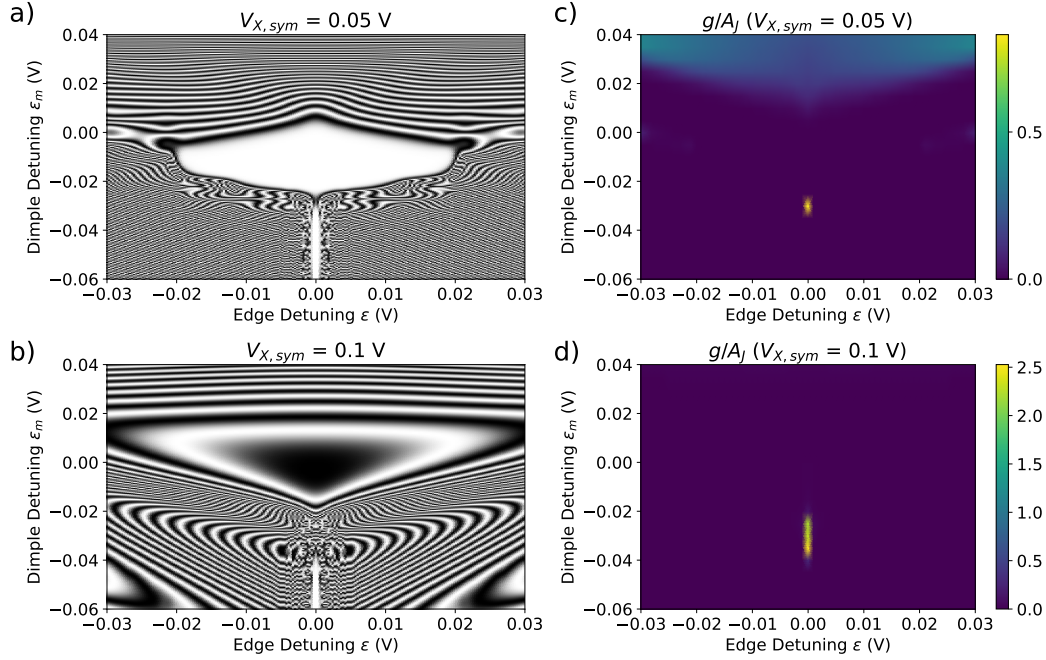 a)
V_{X, sym} = 0.05 V
Dimple Detuning ε_m (V)
0.04
0.02
0.00
−0.02
−0.04
−0.06
−0.03 −0.02 −0.01 0.00 0.01 0.02 0.03
Edge Detuning ε (V)
c)
g/A_J (V_{X, sym} = 0.05 V)
Dimple Detuning ε_m (V)
0.04
0.02
0.00
−0.02
−0.04
−0.06
−0.03 −0.02 −0.01 0.00 0.01 0.02 0.03
Edge Detuning ε (V)
0.5
0.0
b)
V_{X, sym} = 0.1 V
Dimple Detuning ε_m (V)
0.04
0.02
0.00
−0.02
−0.04
−0.06
−0.03 −0.02 −0.01 0.00 0.01 0.02 0.03
Edge Detuning ε (V)
d)
g/A_J (V_{X, sym} = 0.1 V)
Dimple Detuning ε_m (V)
0.04
0.02
0.00
−0.02
−0.04
−0.06
−0.03 −0.02 −0.01 0.00 0.01 0.02 0.03
Edge Detuning ε (V)
2.5
2.0
1.5
1.0
0.5
0.0